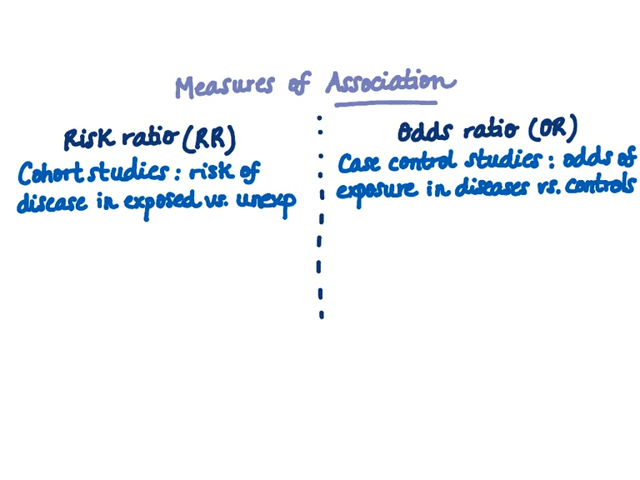 Measures of Association
Risk ratio (RR)
Cohort studies : risk of
disease in exposed vs. unexp
Odds ratio (OR)
Case control studies : odds of
exposure in diseases vs. controls